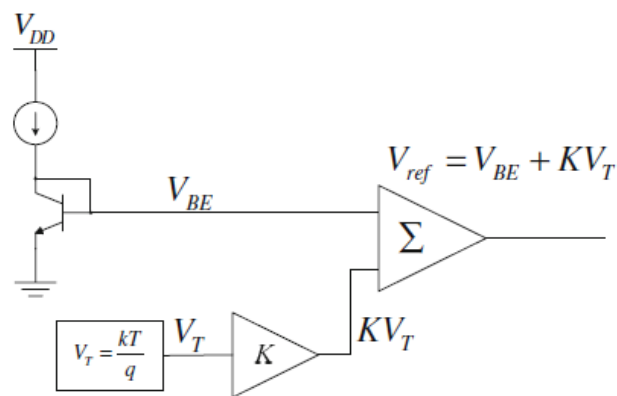 V_DD
V_ref = V_BE + KV_T
V_BE
Σ
V_T = kT/q
V_T
K
KV_T